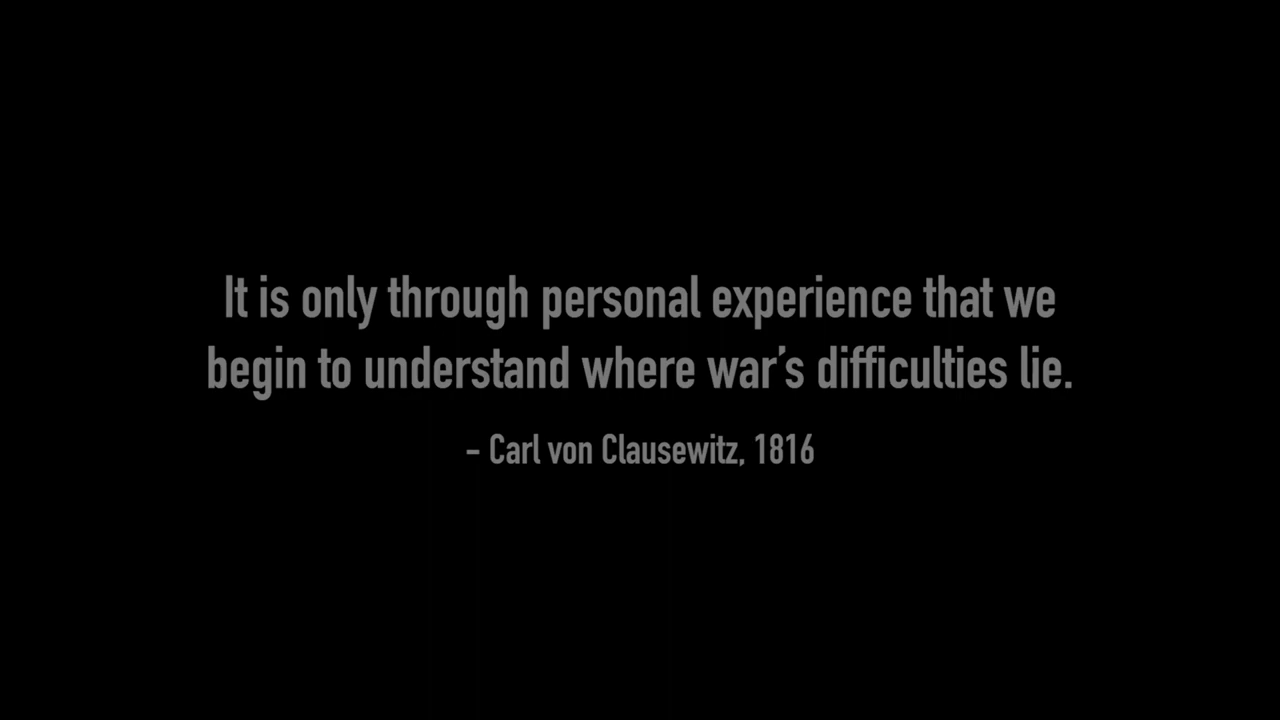 It is only through personal experience that we
begin to understand where war’s difficulties lie.
– Carl von Clausewitz, 1816